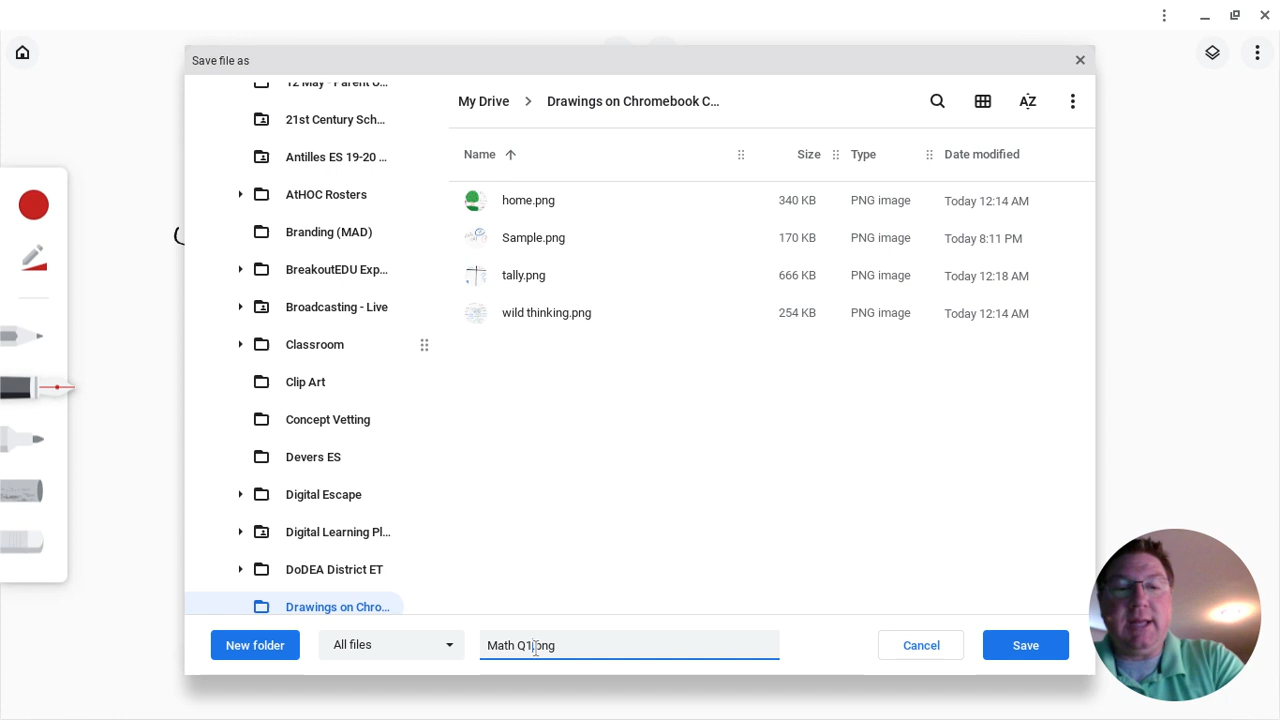 Save file as
12 May - Parent U...
21st Century Sch...
Antilles ES 19-20 ...
AtHOC Rosters
Branding (MAD)
BreakoutEDU Exp...
Broadcasting - Live
Classroom
Clip Art
Concept Vetting
Devers ES
Digital Escape
Digital Learning Pl...
DoDEA District ET
Drawings on Chro...
My Drive > Drawings on Chromebook C...
AZ
Name Size Type Date modified
home.png 340 KB PNG image Today 12:14 AM
Sample.png 170 KB PNG image Today 8:11 PM
tally.png 666 KB PNG image Today 12:18 AM
wild thinking.png 254 KB PNG image Today 12:14 AM
New folder All files Math Q1.png Cancel Save